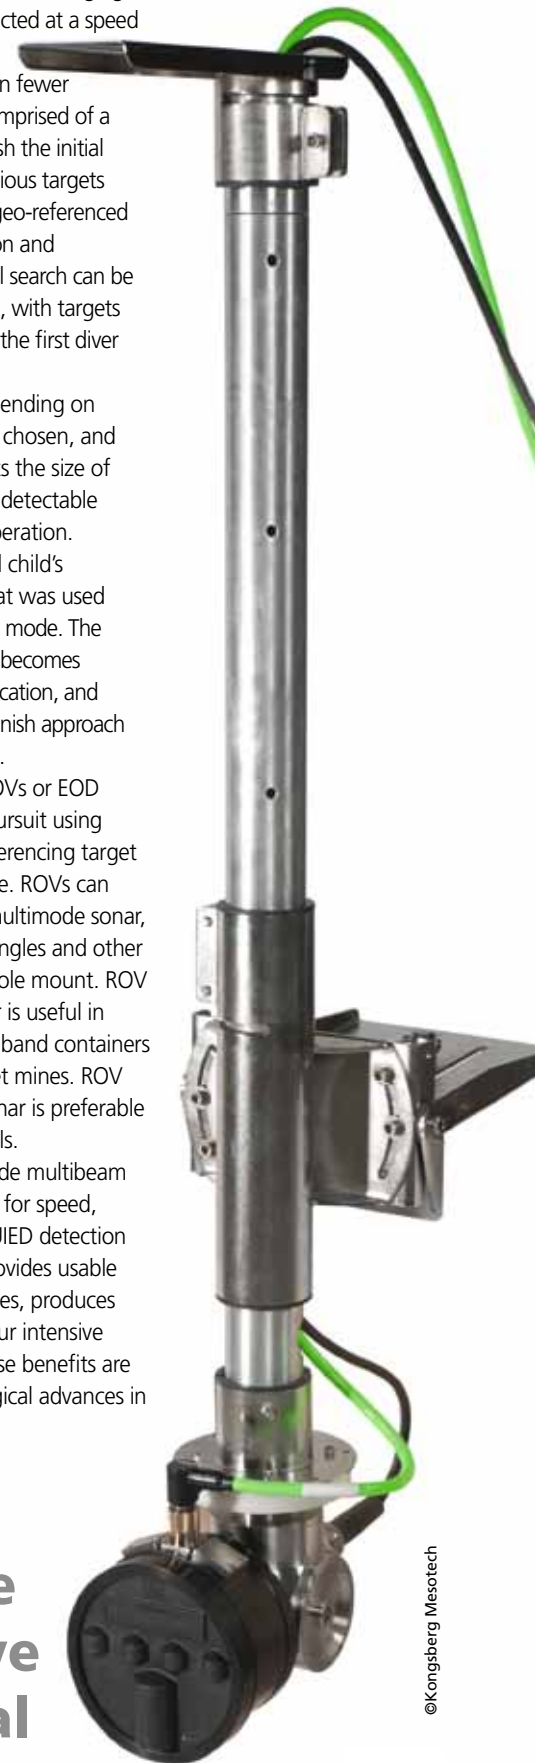 cted at a speed
n fewer
mprised of a
sh the initial
ious targets
geo-referenced
on and
l search can be
, with targets
the first diver
ending on
chosen, and
s the size of
detectable
peration.
l child's
at was used
mode. The
becomes
cation, and
nish approach
.
OVs or EOD
ursuit using
erencing target
e. ROVs can
nultimode sonar,
ngles and other
ole mount. ROV
r is useful in
band containers
et mines. ROV
nar is preferable
ls.
de multibeam
for speed,
UIED detection
ovides usable
es, produces
ur intensive
se benefits are
gical advances in
e
ve
al
©Kongsberg Mesotech